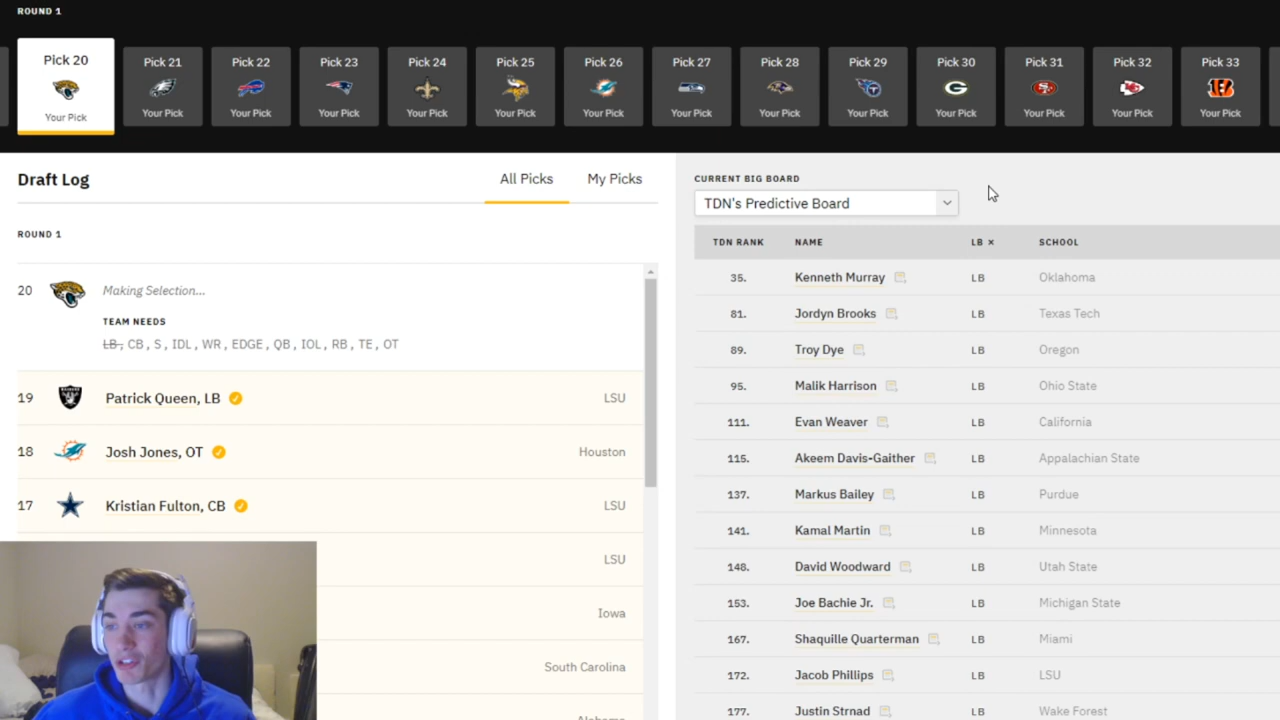 ROUND 1
Pick 20 Pick 21 Pick 22 Pick 23 Pick 24 Pick 25 Pick 26 Pick 27 Pick 28 Pick 29 Pick 30 Pick 31 Pick 32 Pick 33
Your Pick Your Pick Your Pick Your Pick Your Pick Your Pick Your Pick Your Pick Your Pick Your Pick Your Pick Your Pick Your Pick Your Pick
Draft Log All Picks My Picks
ROUND 1
20 Making Selection...
TEAM NEEDS
LB, CB, S, IDL, WR, EDGE, QB, IOL, RB, TE, OT
19 RAIDERS Patrick Queen, LB LSU
18 Josh Jones, OT Houston
17 Kristian Fulton, CB LSU
LSU
Iowa
South Carolina
Alabama
CURRENT BIG BOARD
TDN's Predictive Board
TDN RANK NAME LB × SCHOOL
35. Kenneth Murray LB Oklahoma
81. Jordyn Brooks LB Texas Tech
89. Troy Dye LB Oregon
95. Malik Harrison LB Ohio State
111. Evan Weaver LB California
115. Akeem Davis-Gaither LB Appalachian State
137. Markus Bailey LB Purdue
141. Kamal Martin LB Minnesota
148. David Woodward LB Utah State
153. Joe Bachie Jr. LB Michigan State
167. Shaquille Quarterman LB Miami
172. Jacob Phillips LB LSU
177. Justin Strnad LB Wake Forest